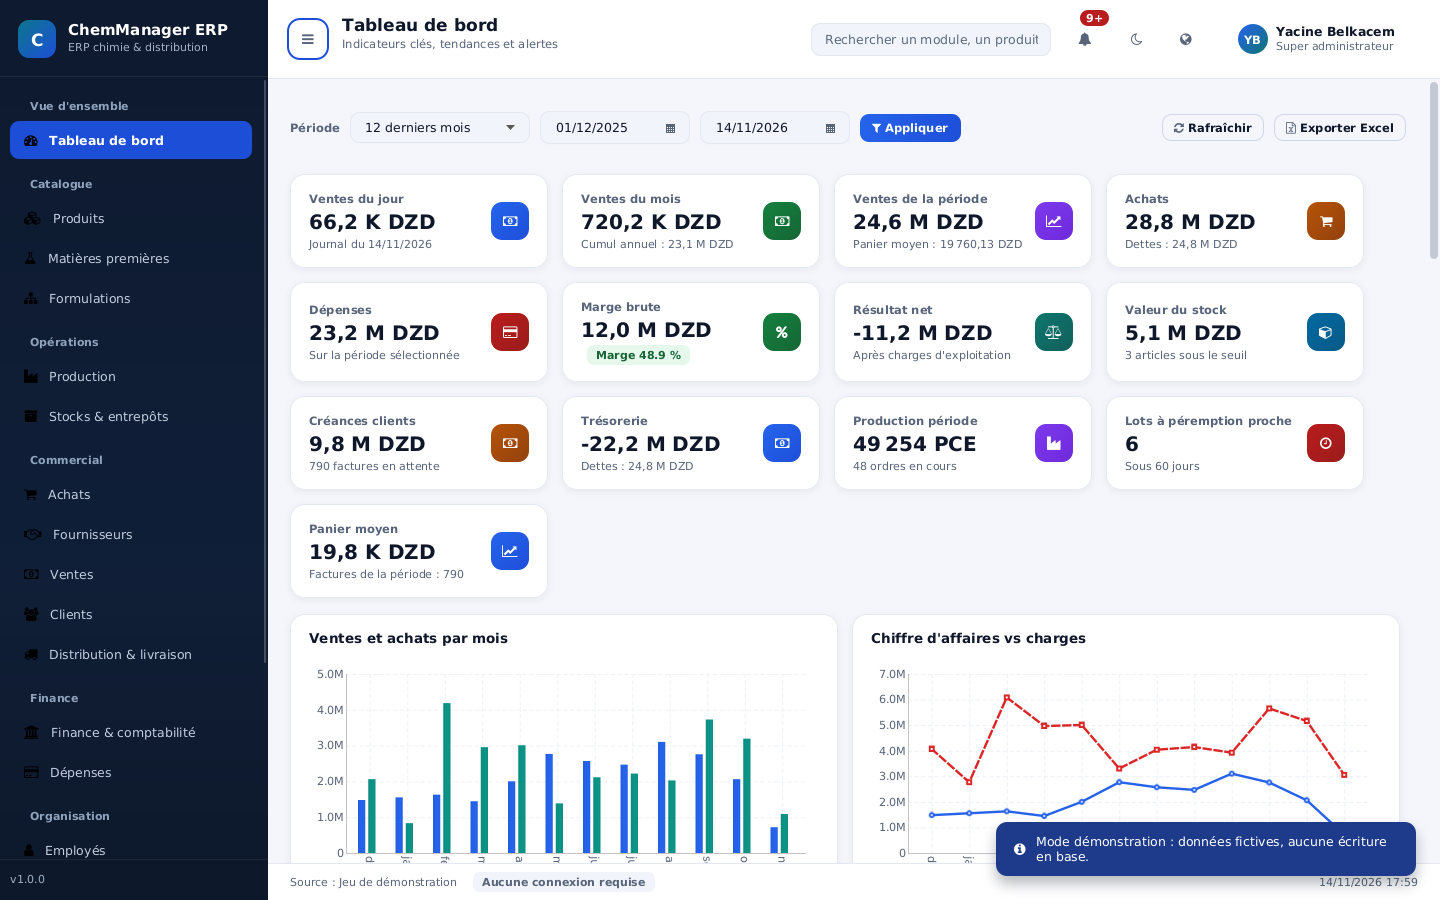 C
ChemManager ERP
ERP chimie & distribution
Vue d'ensemble
Tableau de bord
Catalogue
Produits
Matières premières
Formulations
Opérations
Production
Stocks & entrepôts
Commercial
Achats
Fournisseurs
Ventes
Clients
Distribution & livraison
Finance
Finance & comptabilité
Dépenses
Organisation
Employés
v1.0.0
Tableau de bord
Indicateurs clés, tendances et alertes
Rechercher un module, un produit
9+
YB
Yacine Belkacem
Super administrateur
Période
12 derniers mois
01/12/2025
14/11/2026
Appliquer
Rafraîchir
Exporter Excel
Ventes du jour
66,2 K DZD
Journal du 14/11/2026
Ventes du mois
720,2 K DZD
Cumul annuel : 23,1 M DZD
Ventes de la période
24,6 M DZD
Panier moyen : 19 760,13 DZD
Achats
28,8 M DZD
Dettes : 24,8 M DZD
Dépenses
23,2 M DZD
Sur la période sélectionnée
Marge brute
12,0 M DZD
Marge 48.9 %
Résultat net
-11,2 M DZD
Après charges d'exploitation
Valeur du stock
5,1 M DZD
3 articles sous le seuil
Créances clients
9,8 M DZD
790 factures en attente
Trésorerie
-22,2 M DZD
Dettes : 24,8 M DZD
Production période
49 254 PCE
48 ordres en cours
Lots à péremption proche
6
Sous 60 jours
Panier moyen
19,8 K DZD
Factures de la période : 790
Ventes et achats par mois
5.0M
4.0M
3.0M
2.0M
1.0M
0
Chiffre d'affaires vs charges
7.0M
6.0M
5.0M
4.0M
3.0M
2.0M
1.0M
0
Mode démonstration : données fictives, aucune écriture
en base.
Source : Jeu de démonstration
Aucune connexion requise
14/11/2026 17:59